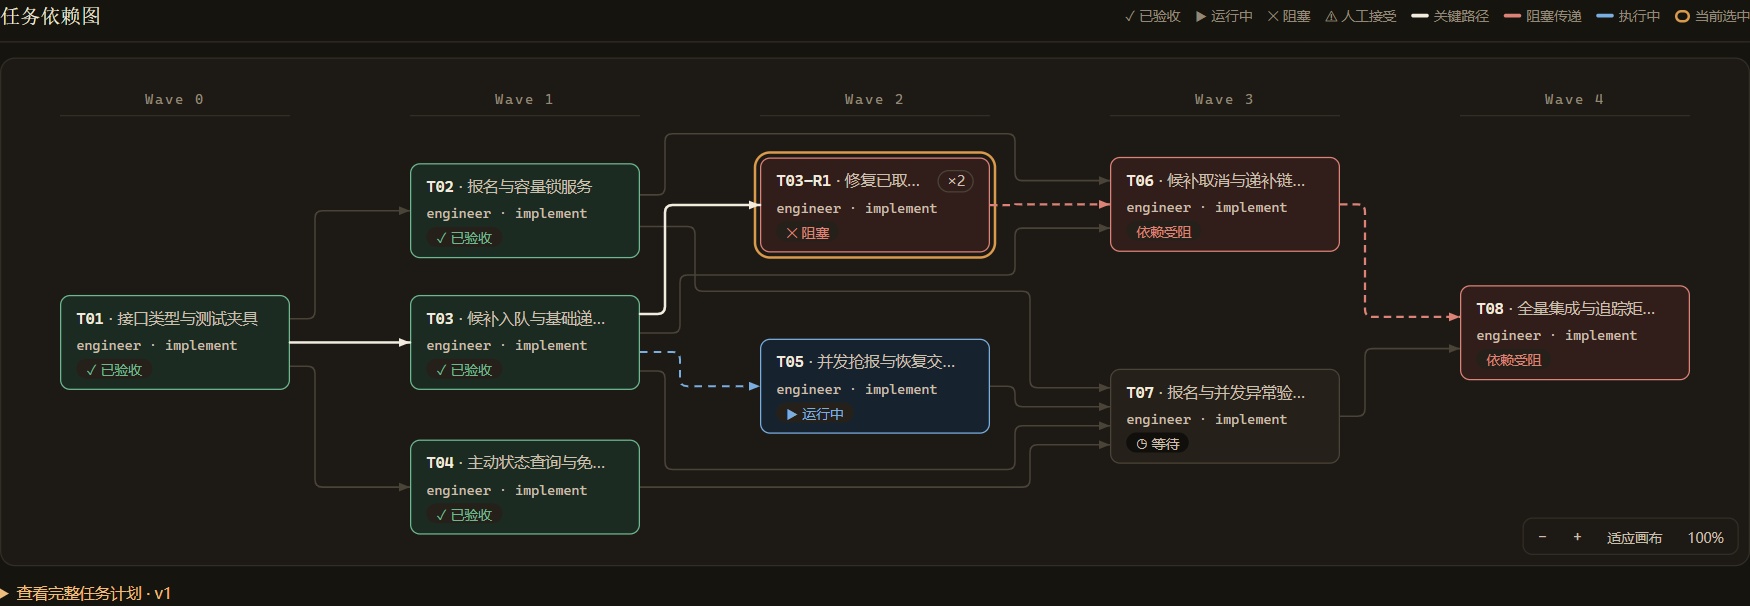 任务依赖图
✓ 已验收 ▶ 运行中 ✕ 阻塞 ⚠ 人工接受 关键路径 阻塞传递 执行中 当前选中
Wave 0
Wave 1
Wave 2
Wave 3
Wave 4
T01 · 接口类型与测试夹具
engineer · implement
✓ 已验收
T02 · 报名与容量锁服务
engineer · implement
✓ 已验收
T03 · 候补入队与基础递...
engineer · implement
✓ 已验收
T04 · 主动状态查询与免...
engineer · implement
✓ 已验收
T03-R1 · 修复已取... ×2
engineer · implement
✕ 阻塞
T05 · 并发抢报与恢复交...
engineer · implement
▶ 运行中
T06 · 候补取消与递补链...
engineer · implement
依赖受阻
T07 · 报名与并发异常验...
engineer · implement
◷ 等待
T08 · 全量集成与追踪矩...
engineer · implement
依赖受阻
− + 适应画布 100%
▶ 查看完整任务计划 · v1